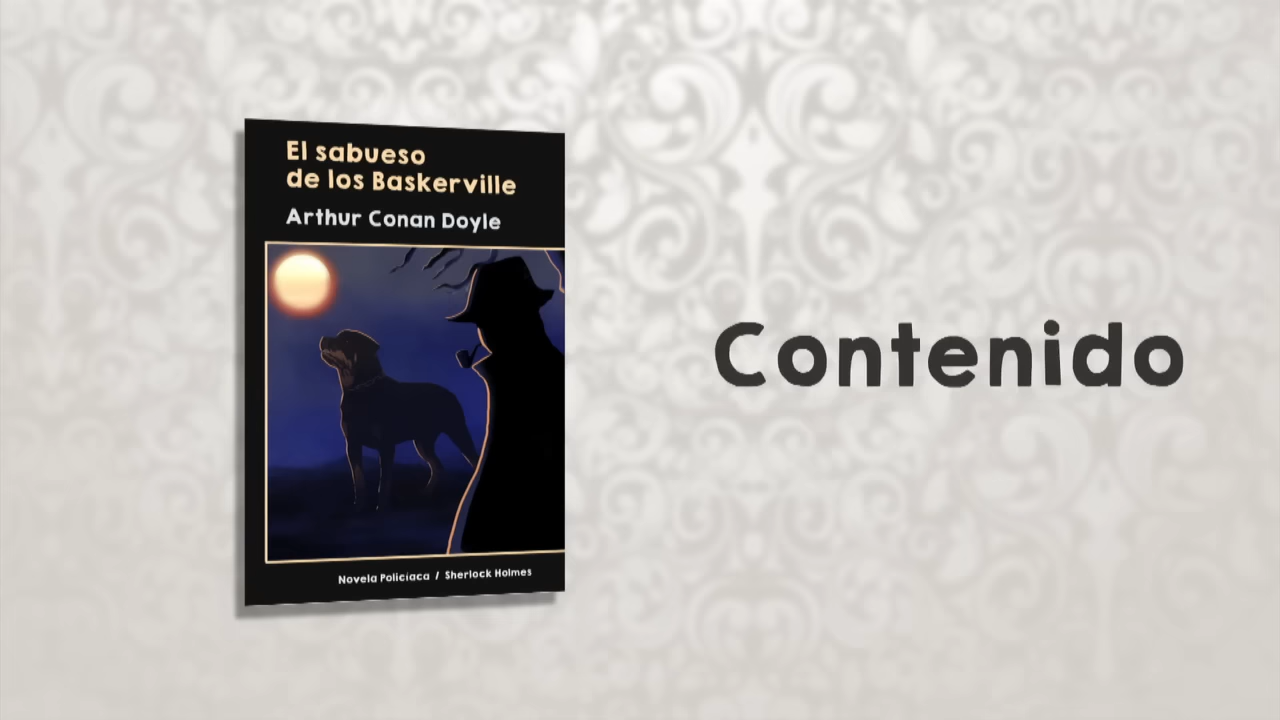 El sabueso
de los Baskerville
Arthur Conan Doyle
Novela Policíaca / Sherlock Holmes
Contenido